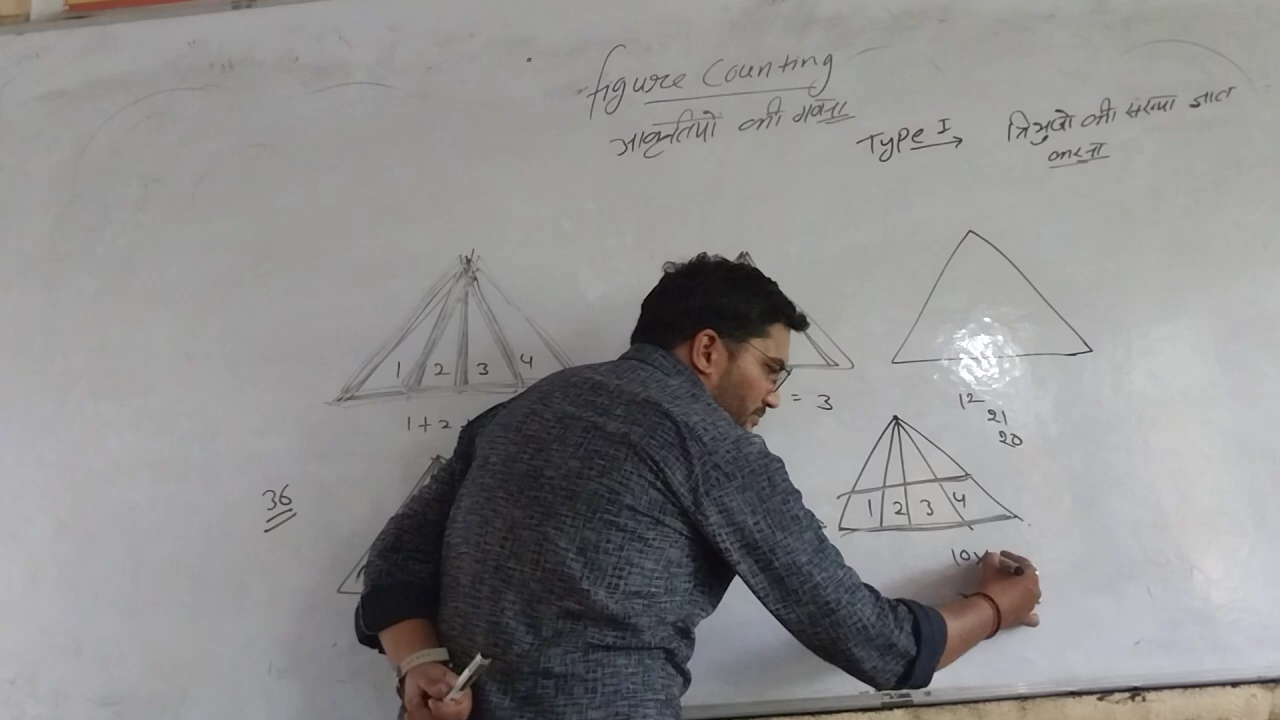 figure Counting
आकृतियों की गणना
Type I → त्रिभुजों की संख्या ज्ञात
करना
1 2 3 4
1 + 2 +
= 3
12
21
20
36
1 2 3 4
10x